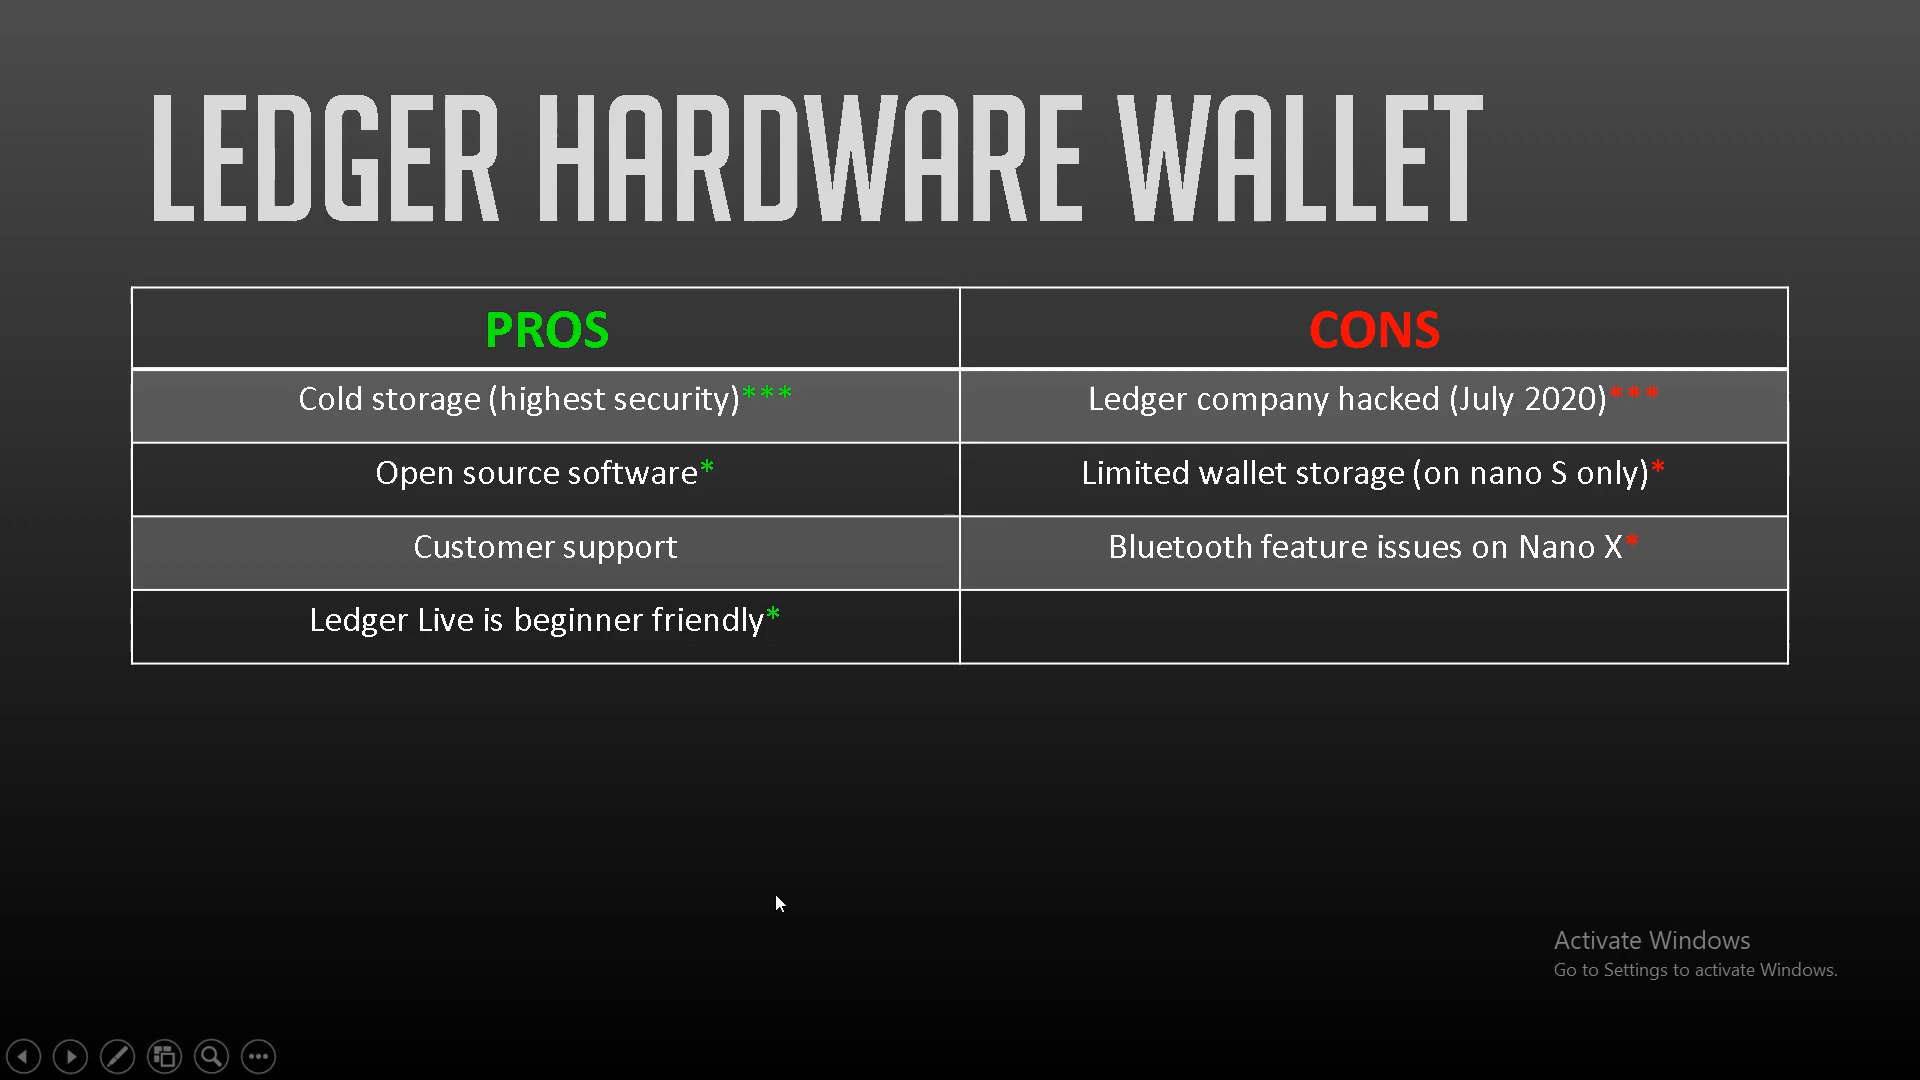 LEDGER HARDWARE WALLET
PROS
CONS
Cold storage (highest security)***
Ledger company hacked (July 2020)***
Open source software*
Limited wallet storage (on nano S only)*
Customer support
Bluetooth feature issues on Nano X*
Ledger Live is beginner friendly*
Activate Windows
Go to Settings to activate Windows.